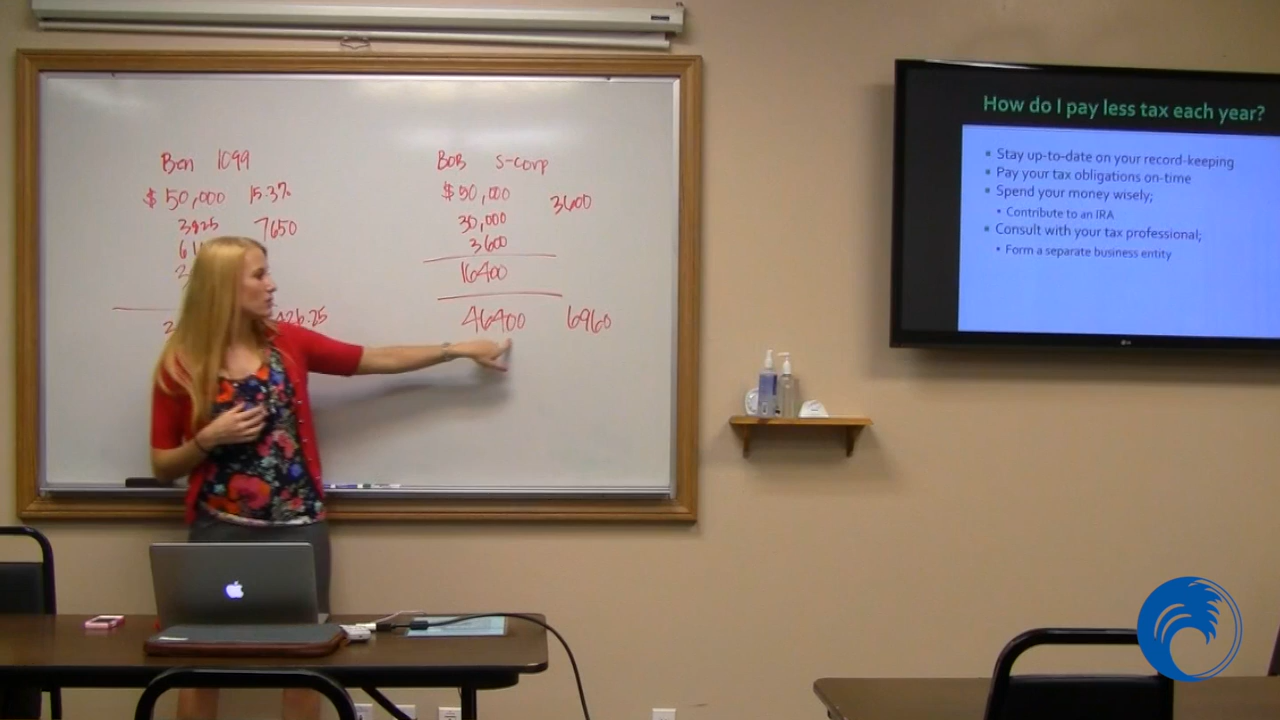 Ben 1099
$50,000 15.3%
3825 7650
26.25
BOB S-corp
$50,000 3600
30,000
3600
16400
46400 6960
How do I pay less tax each year?
Stay up-to-date on your record-keeping
Pay your tax obligations on-time
Spend your money wisely;
Contribute to an IRA
Consult with your tax professional;
Form a separate business entity
LG